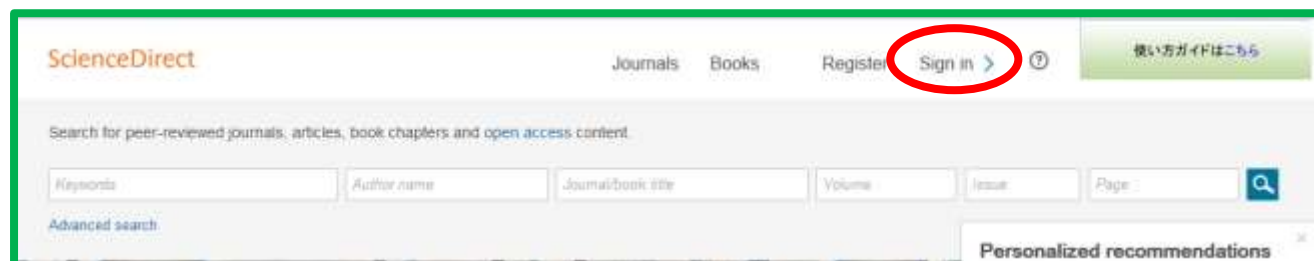 ScienceDirect
Journals Books Register Sign in > ?
使い方ガイドはこちら
Search for peer-reviewed journals, articles, book chapters and open access content.
Keywords Author name Journal/book title Volume Issue Page
Advanced search
Personalized recommendations ×